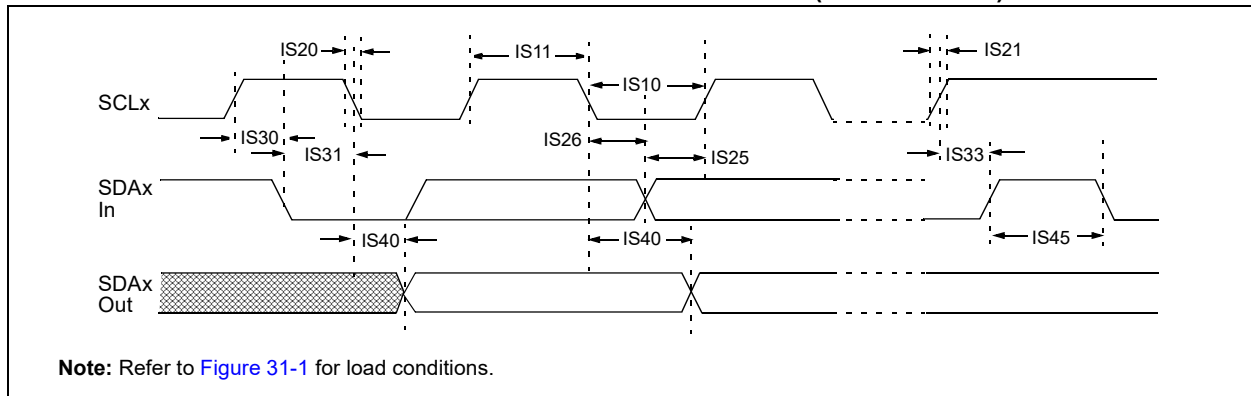 IS20
IS11
IS21
IS10
SCLx
IS30
IS26
IS31
IS25
IS33
SDAx
In
IS40
IS40
IS45
SDAx
Out
Note: Refer to Figure 31-1 for load conditions.